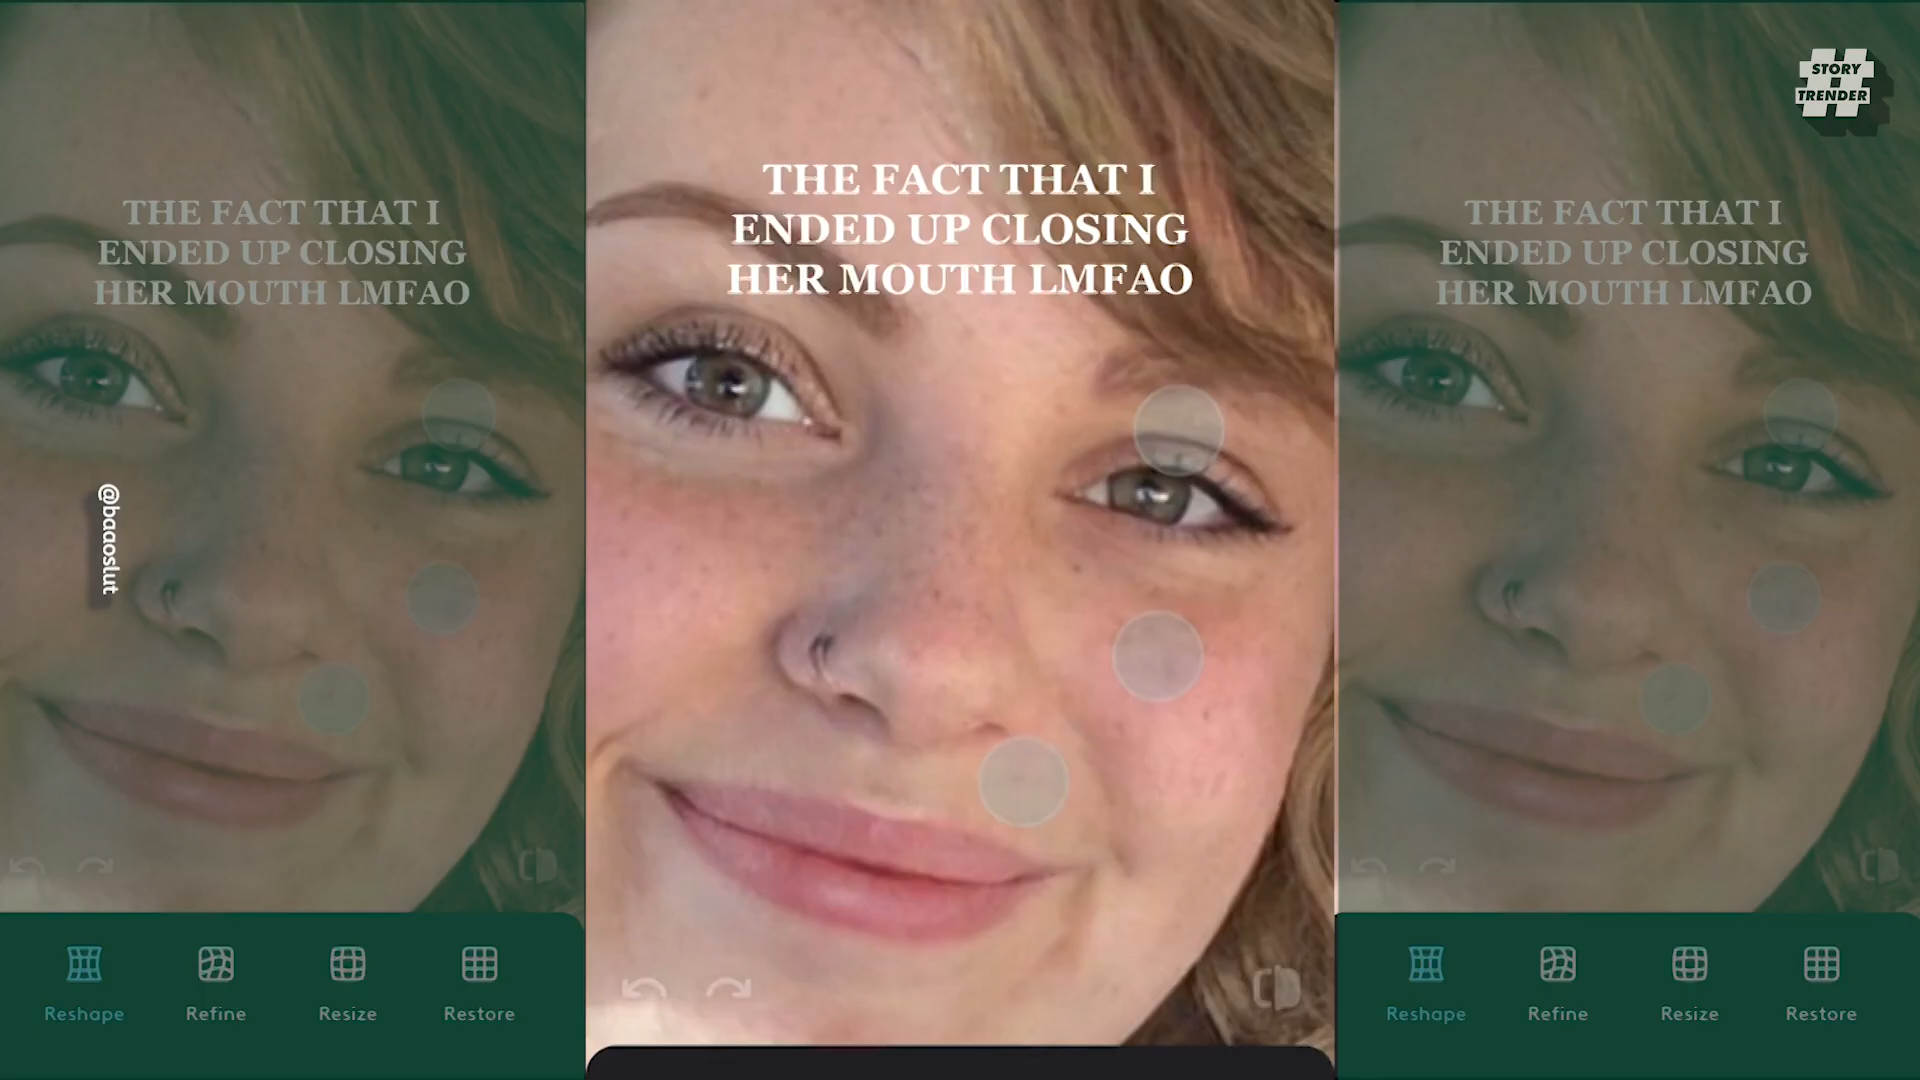 STORY
TRENDER
THE FACT THAT I
ENDED UP CLOSING
HER MOUTH LMFAO
@baaoslut
Reshape
Refine
Resize
Restore
THE FACT THAT I
ENDED UP CLOSING
HER MOUTH LMFAO
THE FACT THAT I
ENDED UP CLOSING
HER MOUTH LMFAO
Reshape
Refine
Resize
Restore